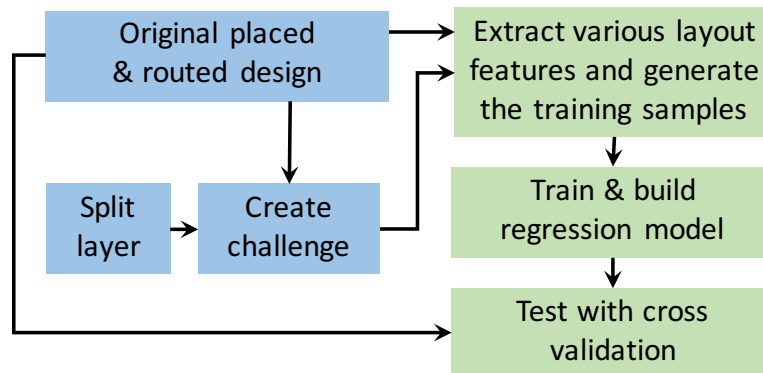 Original placed
& routed design
Extract various layout
features and generate
the training samples
Split
layer
Create
challenge
Train & build
regression model
Test with cross
validation